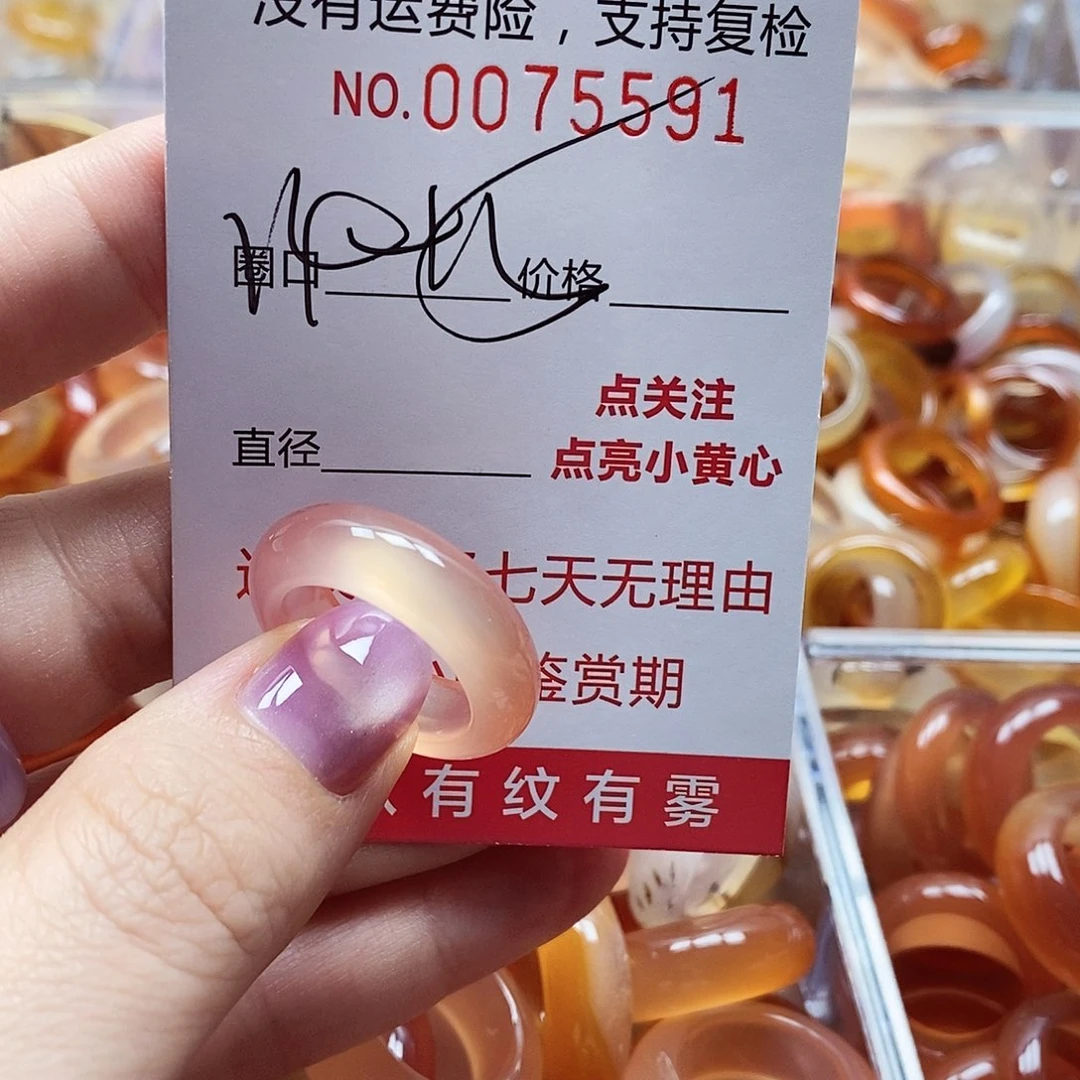 没有运费险，支持复检
NO.0075591
圈口 价格
点关注
直径 点亮小黄心
七天无理由
鉴赏期
有纹有雾